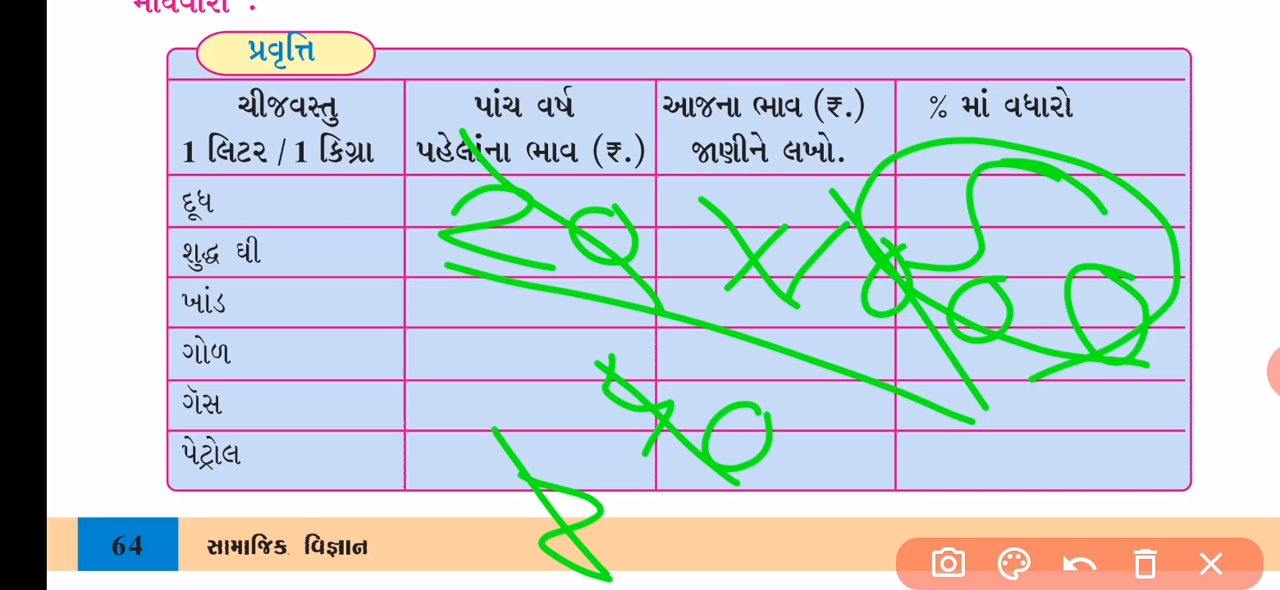 પ્રવૃત્તિ
ચીજવસ્તુ પાંચ વર્ષ આજના ભાવ (₹.) % માં વધારો
1 લિટર / 1 કિગ્રા પહેલાંના ભાવ (₹.) જાણીને લખો.
દૂધ
શુદ્ધ ઘી
ખાંડ
ગોળ
ગૅસ
પેટ્રોલ
64 સામાજિક વિજ્ઞાન